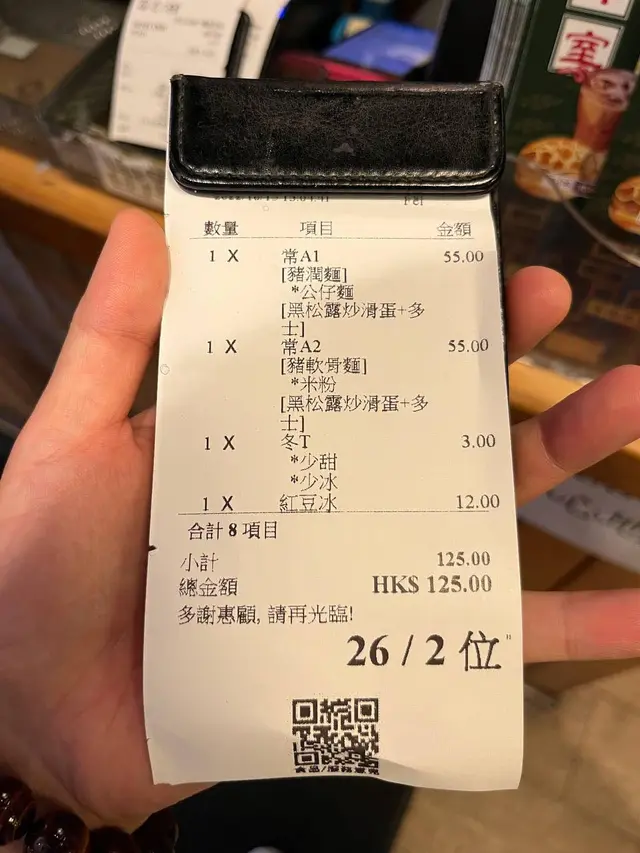 室
數量 項目 金額
1 X 常A1 55.00
[豬潤麵]
*公仔麵
[黑松露炒滑蛋+多
士]
1 X 常A2 55.00
[豬軟骨麵]
*米粉
[黑松露炒滑蛋+多
士]
1 X 冬T 3.00
*少甜
*少冰
1 X 紅豆冰 12.00
合計 8 項目
小計 125.00
總金額 HK$ 125.00
多謝惠顧, 請再光臨!
26 / 2 位